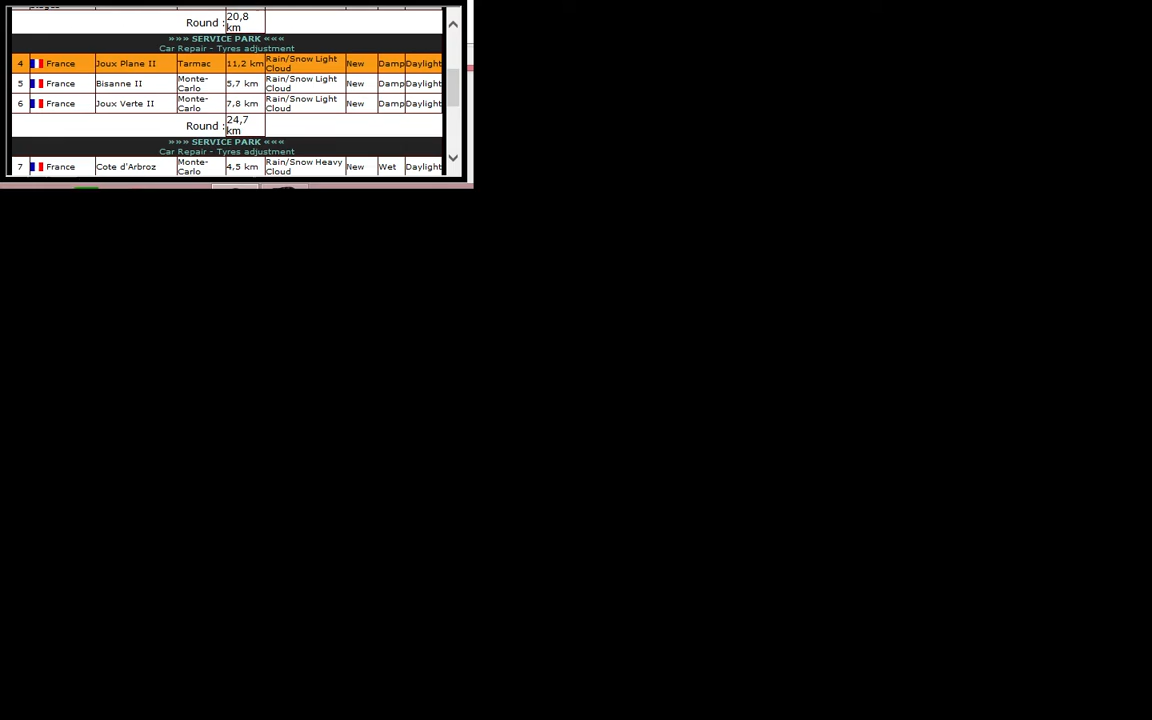 Round : 20,8 km
»»» SERVICE PARK «««
Car Repair - Tyres adjustment
4 France Joux Plane II Tarmac 11,2 km Rain/Snow Light Cloud New Damp Daylight
5 France Bisanne II Monte-Carlo 5,7 km Rain/Snow Light Cloud New Damp Daylight
6 France Joux Verte II Monte-Carlo 7,8 km Rain/Snow Light Cloud New Damp Daylight
Round : 24,7 km
»»» SERVICE PARK «««
Car Repair - Tyres adjustment
7 France Cote d'Arbroz Monte-Carlo 4,5 km Rain/Snow Heavy Cloud New Wet Daylight